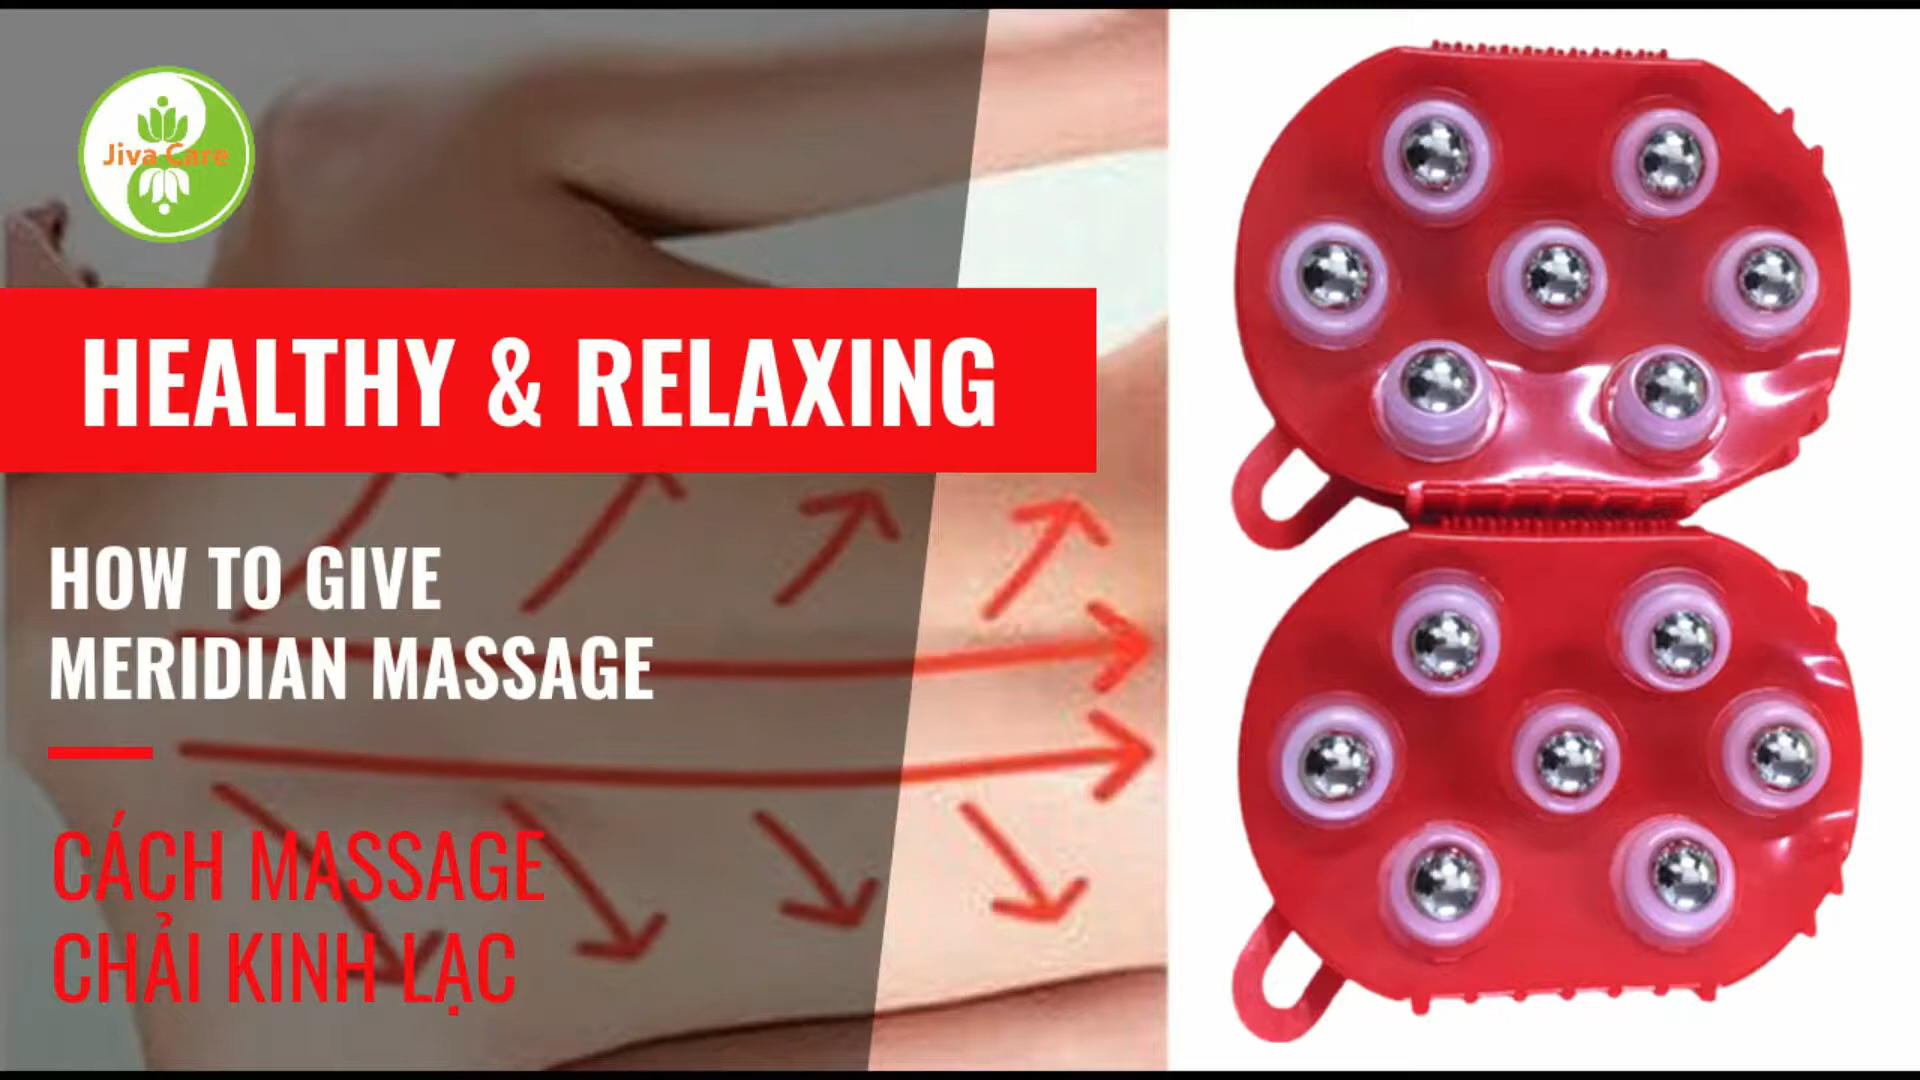 Jiva Care
HEALTHY & RELAXING
HOW TO GIVE
MERIDIAN MASSAGE
CÁCH MASSAGE
CHẢI KINH LẠC